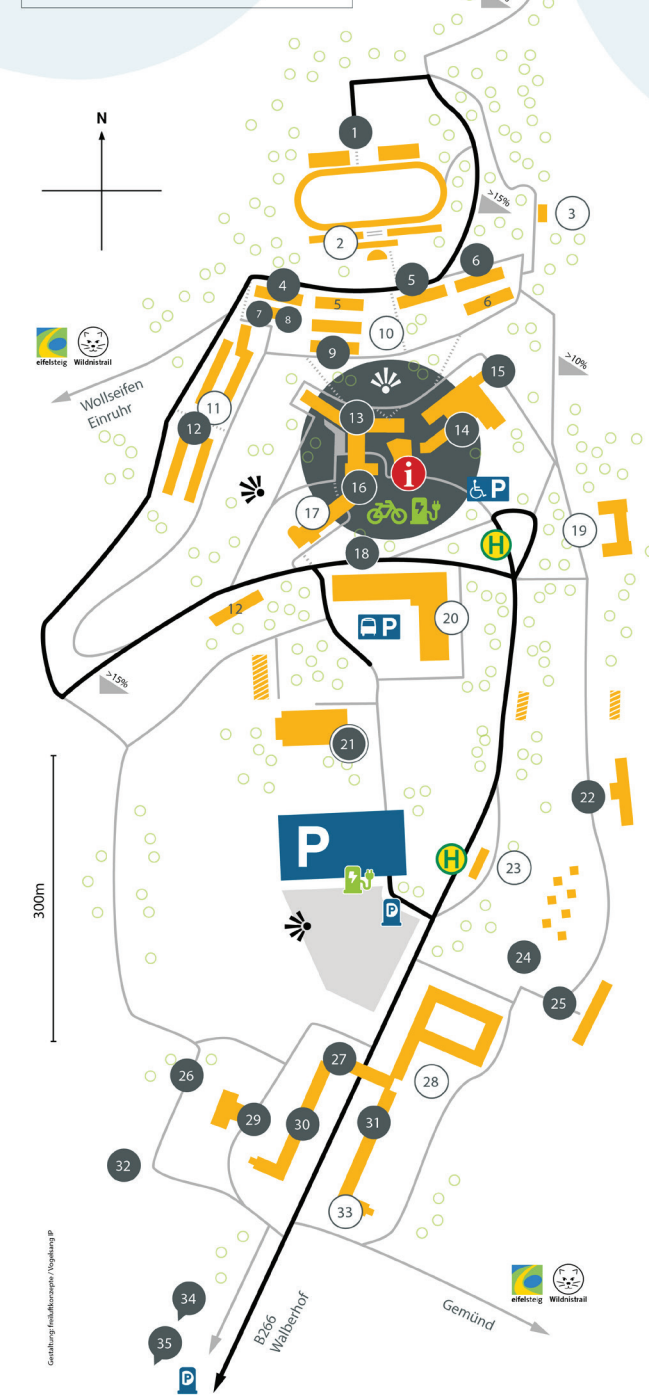 N
1
>15%
3
2
6
4
5
5
6
7
8
10
9
eifelsteig
Wildnistrail
>10%
15
Wollseifen
Einruhr
11
13
12
14
i
16
P
17
19
H
18
12
20
P
>15%
21
22
P
H
23
300m
P
24
25
27
26
28
29
30
31
32
33
Gestaltung: freiluftkonzepte / Vogelsang IP
eifelsteig
Wildnistrail
34
B266
Walberhof
Gemünd
35
P